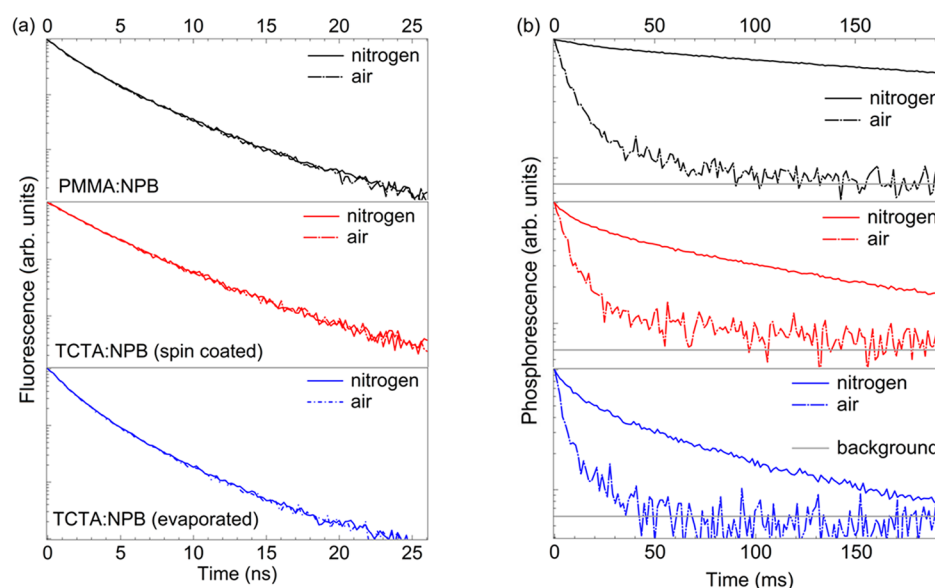 (a) 0 5 10 15 20 25
Fluorescence (arb. units)
nitrogen
air
PMMA:NPB
nitrogen
air
TCTA:NPB (spin coated)
nitrogen
air
TCTA:NPB (evaporated)
0 5 10 15 20 25
Time (ns)
(b) 0 50 100 150
Phosphorescence (arb. units)
nitrogen
air
nitrogen
air
nitrogen
air
background
0 50 100 150
Time (ms)